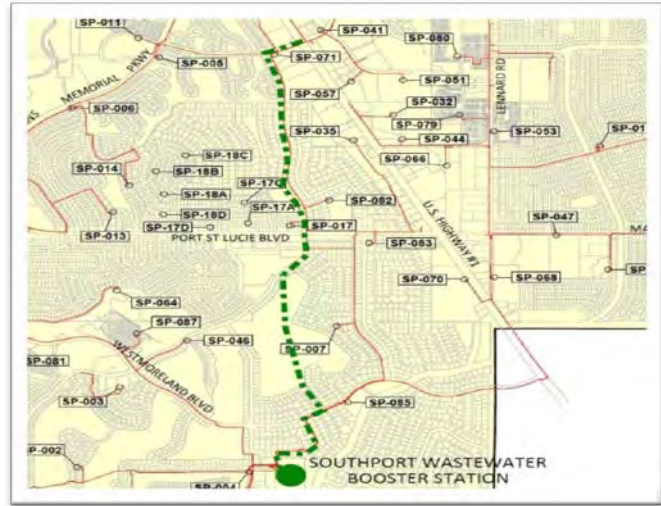 SP-011
SP-041
SP-080
SP-005
SP-071
MEMORIAL PKWY
SP-051
SP-057
LENNARD RD
SP-006
SP-032
SP-079
SP-053
SP-035
SP-044
SP-18C
SP-066
SP-014
SP-18B
SP-18A
SP-17C
SP-082
SP-013
SP-18D
SP-17A
SP-17D
SP-017
U.S. HIGHWAY #1
SP-047
PORT ST LUCIE BLVD
SP-083
SP-070
SP-068
SP-064
SP-087
SP-046
SP-007
SP-081
WESTMORELAND BLVD
SP-003
SP-085
SP-002
SP-004
SOUTHPORT WASTEWATER
BOOSTER STATION